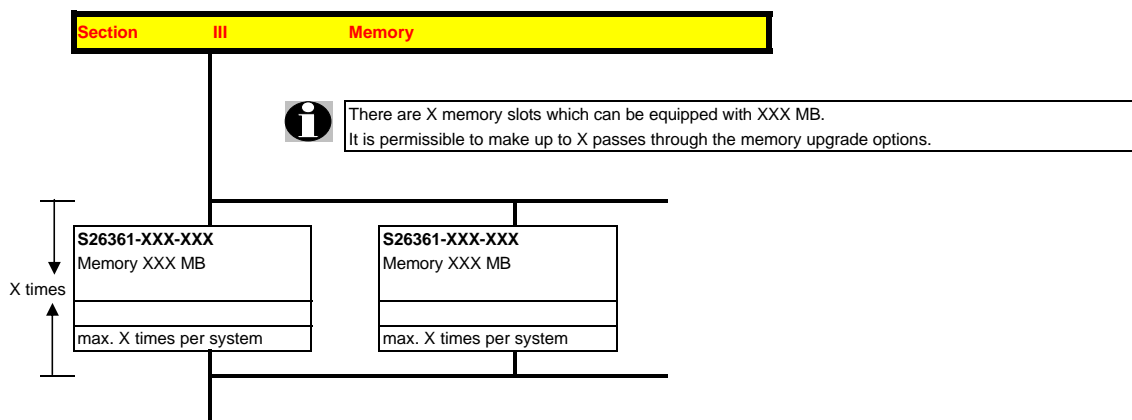 Section III Memory
There are X memory slots which can be equipped with XXX MB.
It is permissible to make up to X passes through the memory upgrade options.
S26361-XXX-XXX
Memory XXX MB
max. X times per system
S26361-XXX-XXX
Memory XXX MB
max. X times per system
X times